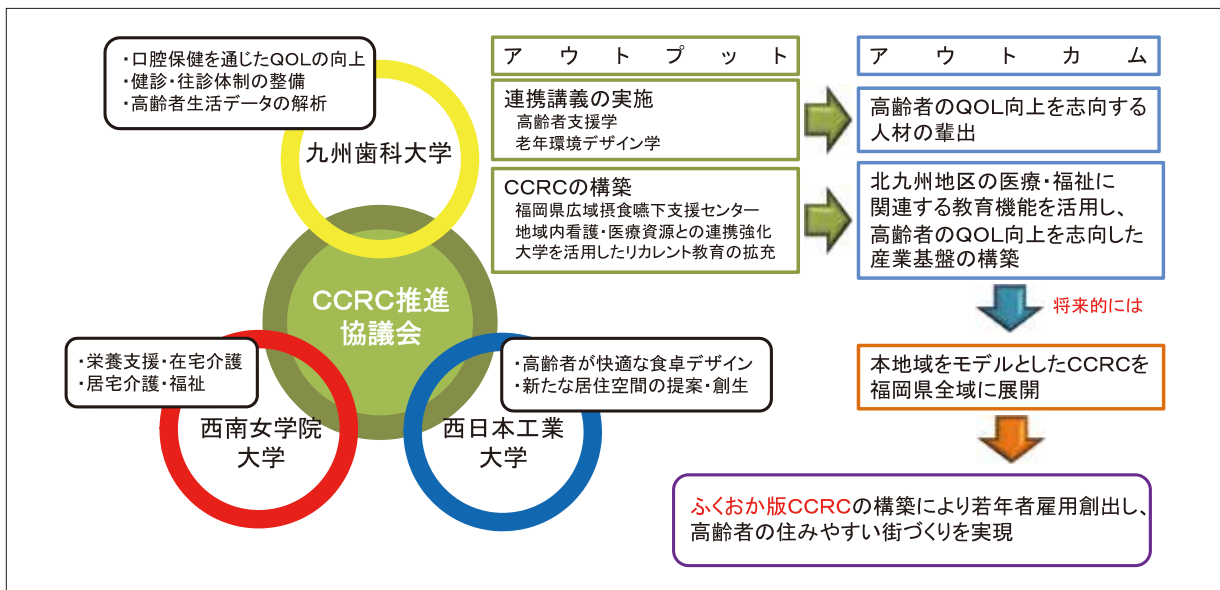 ・口腔保健を通じたQOLの向上
・健診・往診体制の整備
・高齢者生活データの解析
九州歯科大学
CCRC推進
協議会
・栄養支援・在宅介護
・居宅介護・福祉
西南女学院
大学
・高齢者が快適な食卓デザイン
・新たな居住空間の提案・創生
西日本工業
大学
アウトプット
連携講義の実施
高齢者支援学
老年環境デザイン学
CCRCの構築
福岡県広域摂食嚥下支援センター
地域内看護・医療資源との連携強化
大学を活用したリカレント教育の拡充
アウトカム
高齢者のQOL向上を志向する
人材の輩出
北九州地区の医療・福祉に
関連する教育機能を活用し、
高齢者のQOL向上を志向した
産業基盤の構築
将来的には
本地域をモデルとしたCCRCを
福岡県全域に展開
ふくおか版CCRCの構築により若年者雇用創出し、
高齢者の住みやすい街づくりを実現